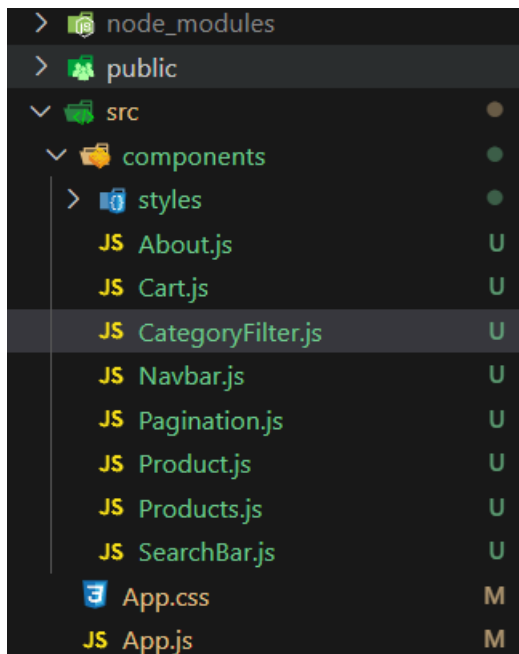 node_modules
public
src
components
styles
JS About.js U
JS Cart.js U
JS CategoryFilter.js U
JS Navbar.js U
JS Pagination.js U
JS Product.js U
JS Products.js U
JS SearchBar.js U
App.css M
JS App.js M